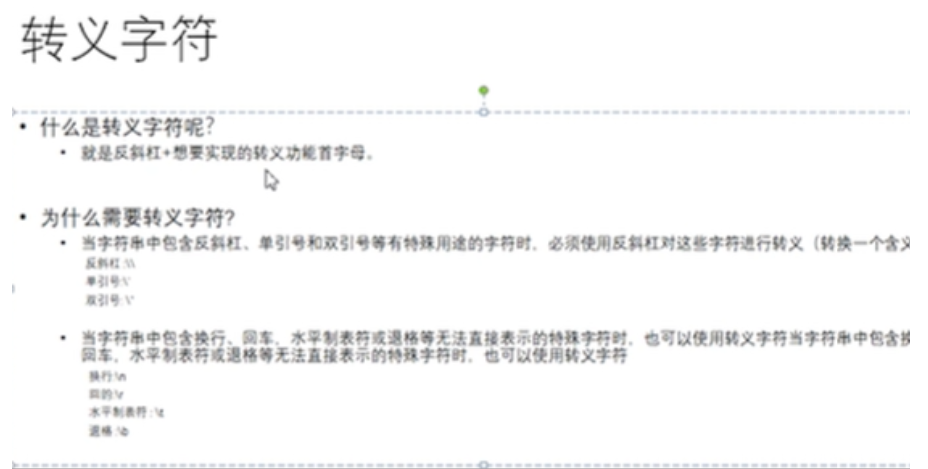 转义字符
• 什么是转义字符呢?
• 就是反斜杠+想要实现的转义功能首字母。
• 为什么需要转义字符?
• 当字符串中包含反斜杠、单引号和双引号等有特殊用途的字符时，必须使用反斜杠对这些字符进行转义（转换一个含义
反斜杠:\\
单引号:\'
双引号:\"
• 当字符串中包含换行、回车，水平制表符或退格等无法直接表示的特殊字符时，也可以使用转义字符当字符串中包含换
回车，水平制表符或退格等无法直接表示的特殊字符时，也可以使用转义字符
换行:\n
回的:\r
水平制表符:\t
退格:\b